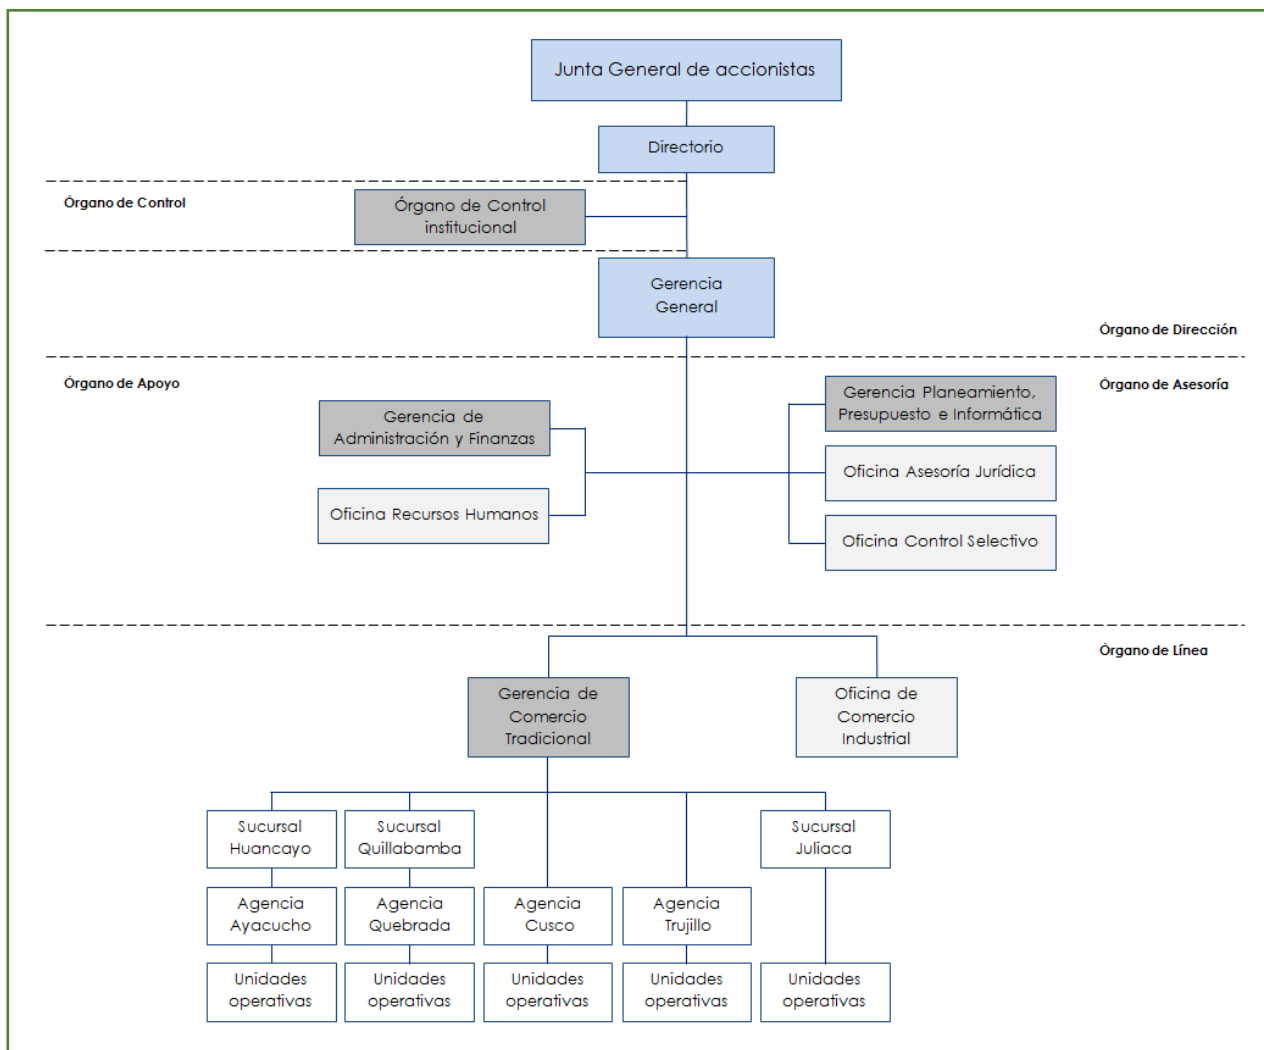 Junta General de accionistas
Directorio
Órgano de Control
Órgano de Control
institucional
Gerencia
General
Órgano de Dirección
Órgano de Apoyo
Órgano de Asesoría
Gerencia de
Administración y Finanzas
Oficina Recursos Humanos
Gerencia Planeamiento,
Presupuesto e Informática
Oficina Asesoría Jurídica
Oficina Control Selectivo
Órgano de Línea
Gerencia de
Comercio
Tradicional
Oficina de
Comercio
Industrial
Sucursal
Huancayo
Sucursal
Quillabamba
Sucursal
Juliaca
Agencia
Ayacucho
Agencia
Quebrada
Agencia
Cusco
Agencia
Trujillo
Unidades
operativas
Unidades
operativas
Unidades
operativas
Unidades
operativas
Unidades
operativas